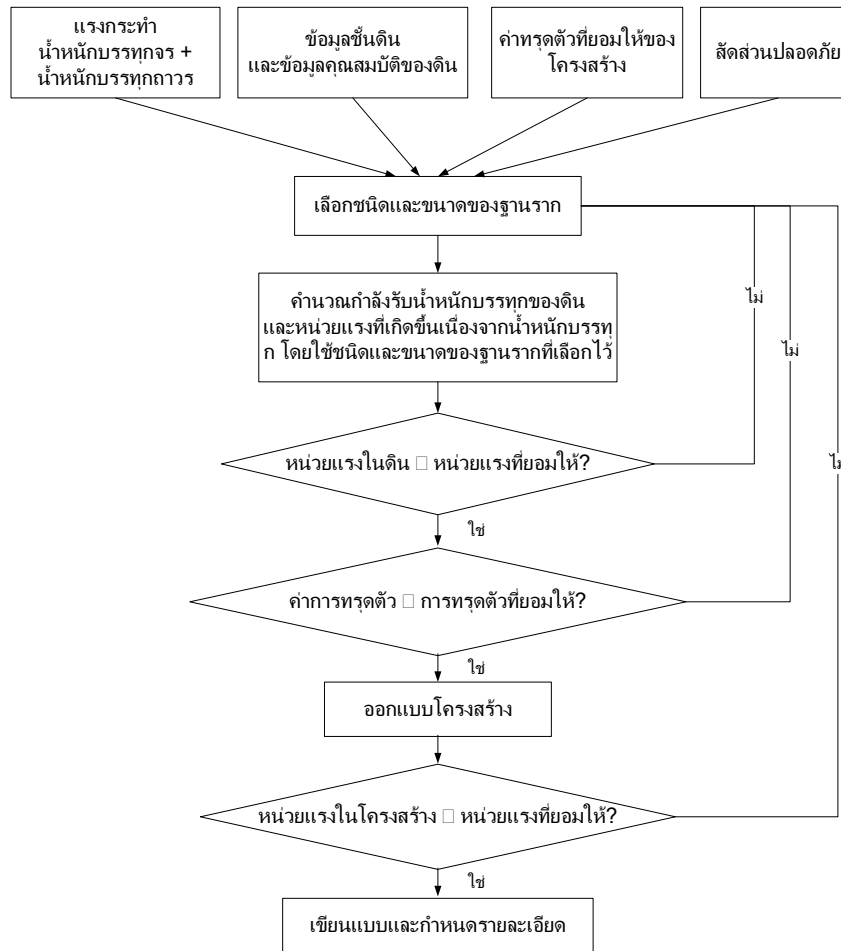 แรงกระทำ
น้ำหนักบรรทุกจร +
น้ำหนักบรรทุกถาวร
ข้อมูลชั้นดิน
และข้อมูลคุณสมบัติของดิน
ค่าทรุดตัวที่ยอมให้ของ
โครงสร้าง
สัดส่วนปลอดภัย
เลือกชนิดและขนาดของฐานราก
คำนวณกำลังรับน้ำหนักบรรทุกของดิน
และหน่วยแรงที่เกิดขึ้นเนื่องจากน้ำหนักบรรทุ
ก โดยใช้ชนิดและขนาดของฐานรากที่เลือกไว้
ไม่
ไม่
ไม่
หน่วยแรงในดิน □ หน่วยแรงที่ยอมให้?
ใช่
ค่าการทรุดตัว □ การทรุดตัวที่ยอมให้?
ใช่
ออกแบบโครงสร้าง
หน่วยแรงในโครงสร้าง □ หน่วยแรงที่ยอมให้?
ใช่
เขียนแบบและกำหนดรายละเอียด